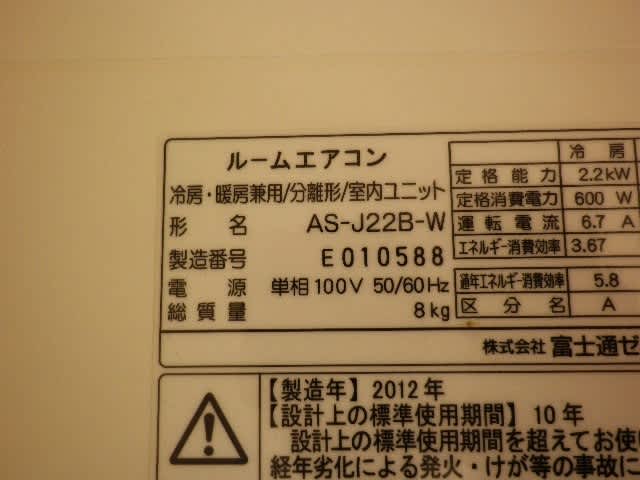 ルームエアコン
冷房・暖房兼用/分離形/室内ユニット
形 名 AS-J22B-W
製造番号 E010588
電 源 単相 100V 50/60Hz
総質量 8kg
冷 房
定格能力 2.2kW
定格消費電力 600 W
運転電流 6.7 A
エネルギー消費効率 3.67
通年エネルギー消費効率 5.8
区分名 A
株式会社 富士通ゼ
【製造年】2012年
【設計上の標準使用期間】10年
設計上の標準使用期間を超えてお使い
経年劣化による発火・けが等の事故に